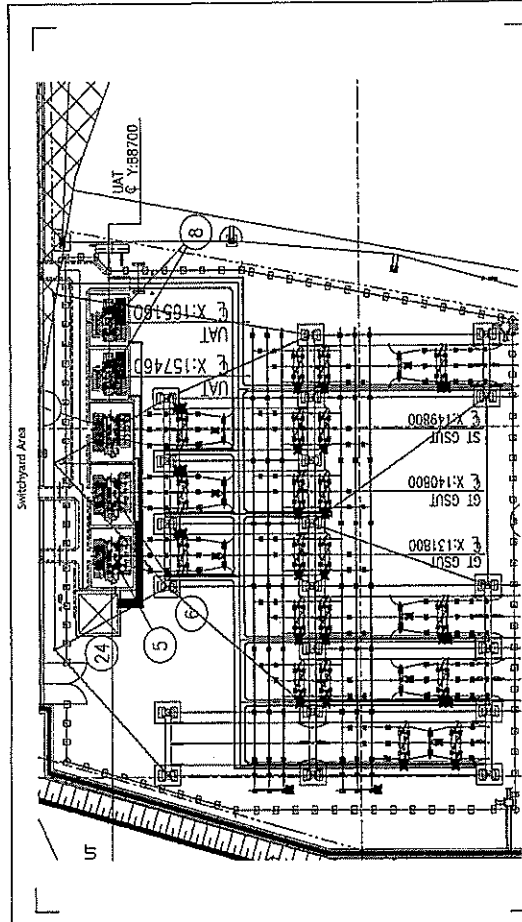 Switchyard Area
UAT
℄ Y:88700
8
℄ X:165160
UAT
℄ X:157460
UAT
℄ X:149800
ST GSUT
℄ X:140800
GT GSUT
℄ X:131800
GT GSUT
6
5
24